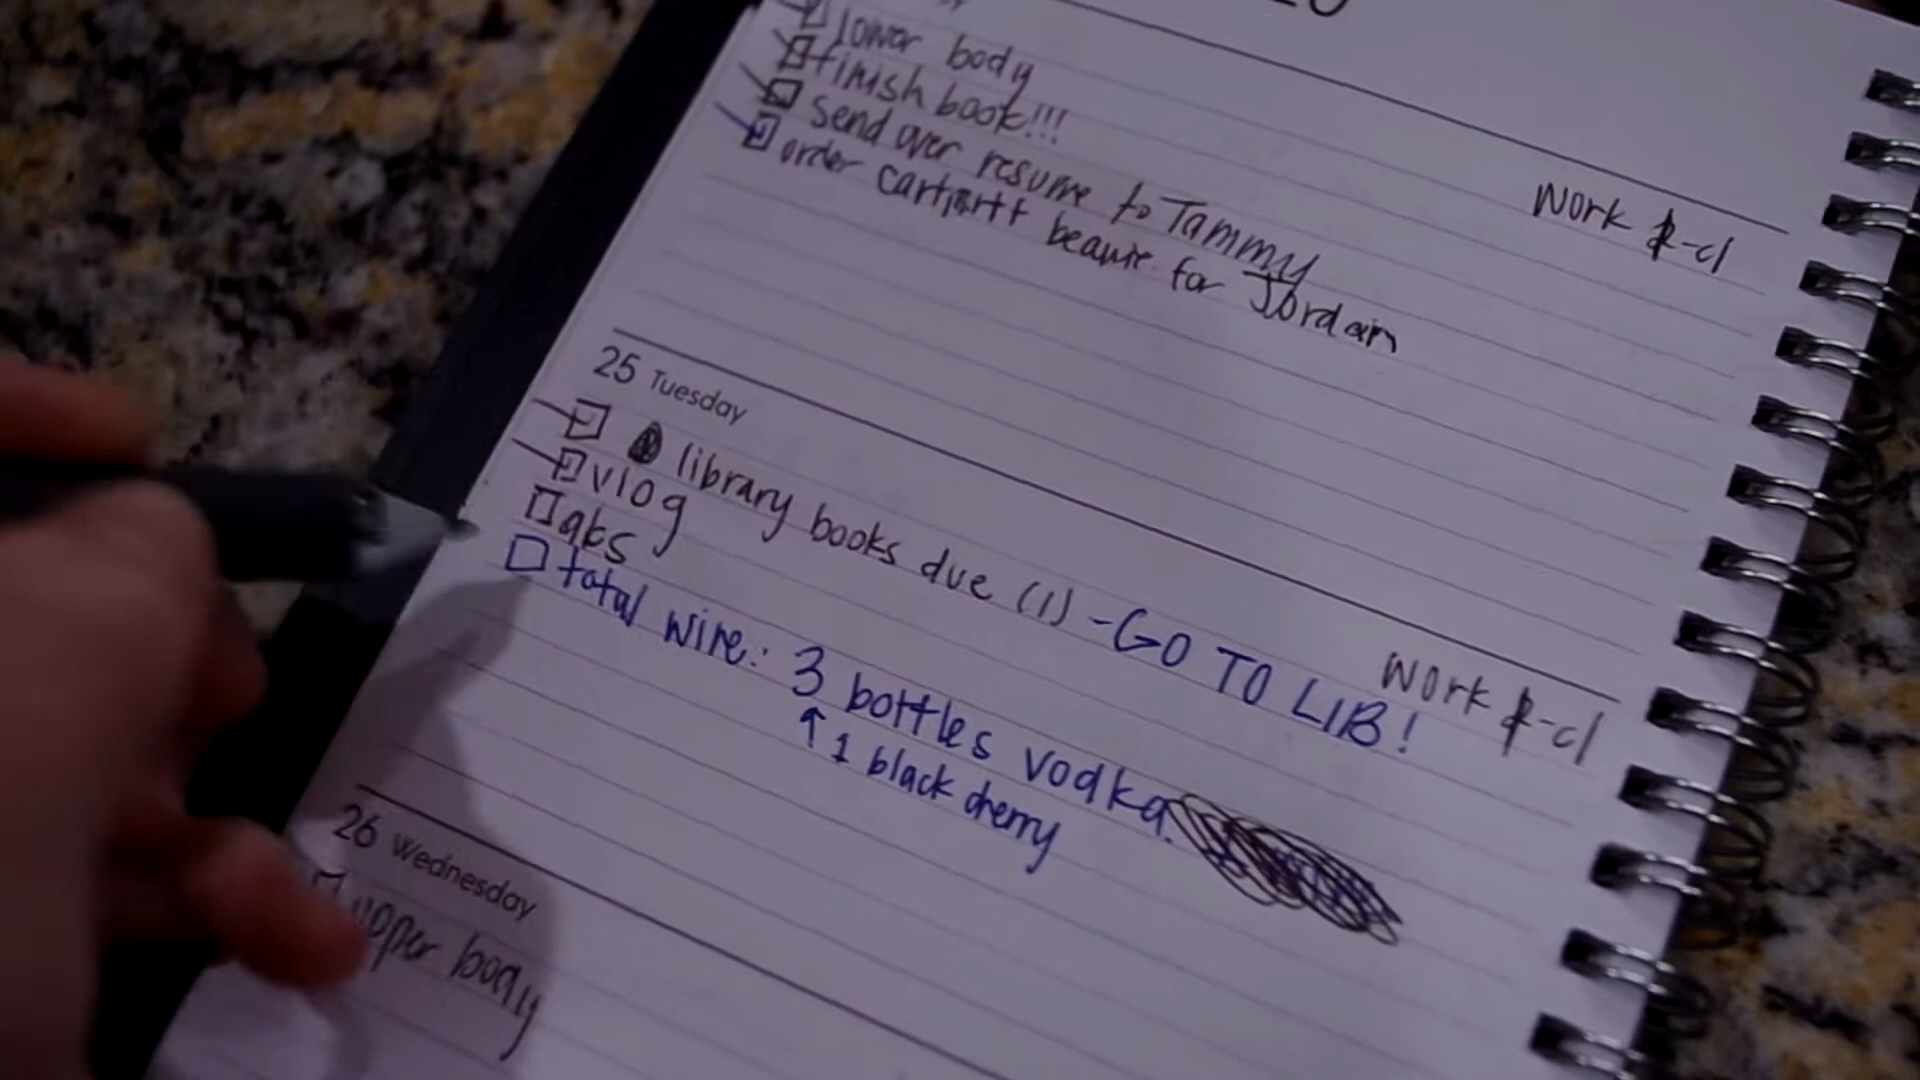 lower body
finish book!!!
send over resume to Tammy
order carhartt beanie for Jordan
Work
25 Tuesday
library books due (1) - GO TO LIB!
vlog
abs
Work
total wine: 3 bottles vodka.
↑ 1 black cherry
26 Wednesday
upper body